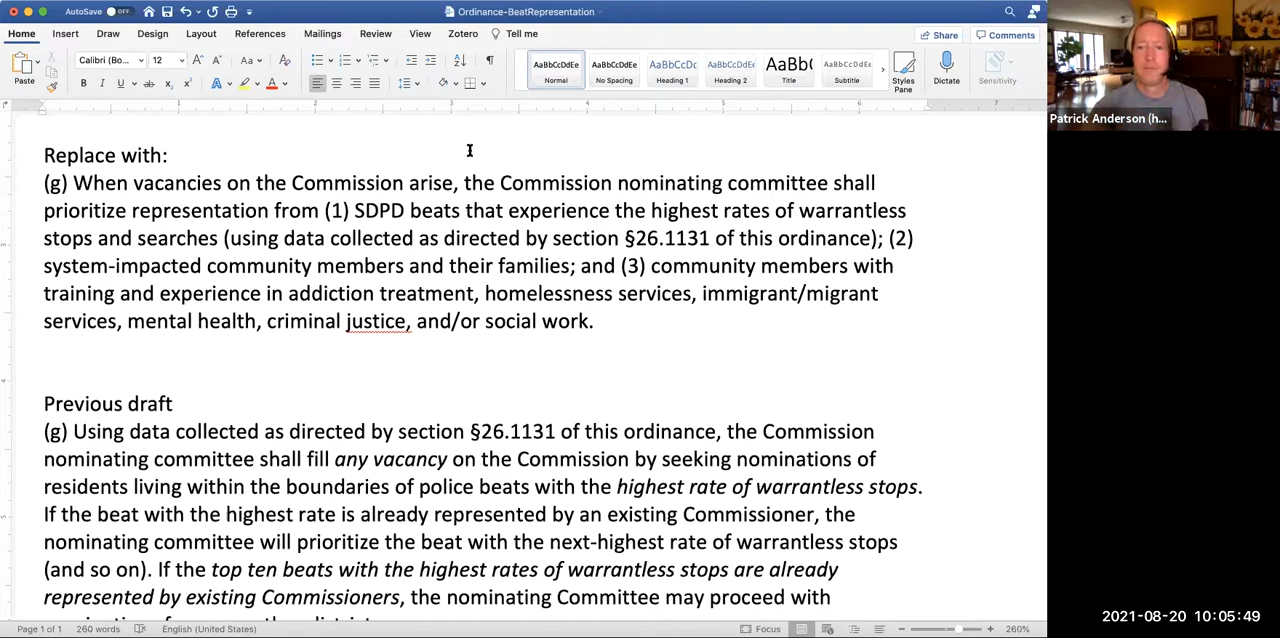 AutoSave OFF
Ordinance-BeatRepresentation
Home Insert Draw Design Layout References Mailings Review View Zotero Tell me
Share Comments
Paste
Calibri (Bo... 12
AaBbCcDdEe Normal
AaBbCcDdEe No Spacing
AaBbCcDc Heading 1
AaBbCcDdEe Heading 2
AaBb( Title
AaBbCcDdEe Subtitle
Styles Pane
Dictate
Sensitivity
Patrick Anderson (h...
Replace with:
(g) When vacancies on the Commission arise, the Commission nominating committee shall
prioritize representation from (1) SDPD beats that experience the highest rates of warrantless
stops and searches (using data collected as directed by section §26.1131 of this ordinance); (2)
system-impacted community members and their families; and (3) community members with
training and experience in addiction treatment, homelessness services, immigrant/migrant
services, mental health, criminal justice, and/or social work.
Previous draft
(g) Using data collected as directed by section §26.1131 of this ordinance, the Commission
nominating committee shall fill any vacancy on the Commission by seeking nominations of
residents living within the boundaries of police beats with the highest rate of warrantless stops.
If the beat with the highest rate is already represented by an existing Commissioner, the
nominating committee will prioritize the beat with the next-highest rate of warrantless stops
(and so on). If the top ten beats with the highest rates of warrantless stops are already
represented by existing Commissioners, the nominating Committee may proceed with
2021-08-20 10:05:49
Page 1 of 1 260 words English (United States) Focus 260%